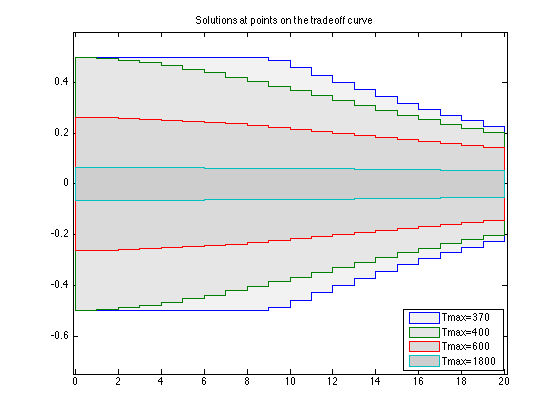 Solutions at points on the tradeoff curve
0.4
0.2
0
-0.2
-0.4
-0.6
0 2 4 6 8 10 12 14 16 18 20
Tmax=370
Tmax=400
Tmax=600
Tmax=1800